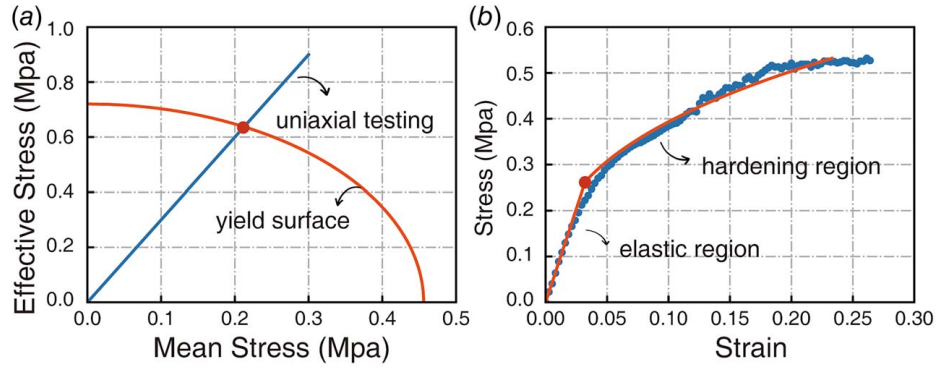 (a)
Effective Stress (Mpa)
1.0
0.8
0.6
0.4
0.2
0.0
uniaxial testing
yield surface
0.0 0.1 0.2 0.3 0.4 0.5
Mean Stress (Mpa)
(b)
Stress (Mpa)
0.6
0.5
0.4
0.3
0.2
0.1
0.0
hardening region
elastic region
0.00 0.05 0.10 0.15 0.20 0.25 0.30
Strain